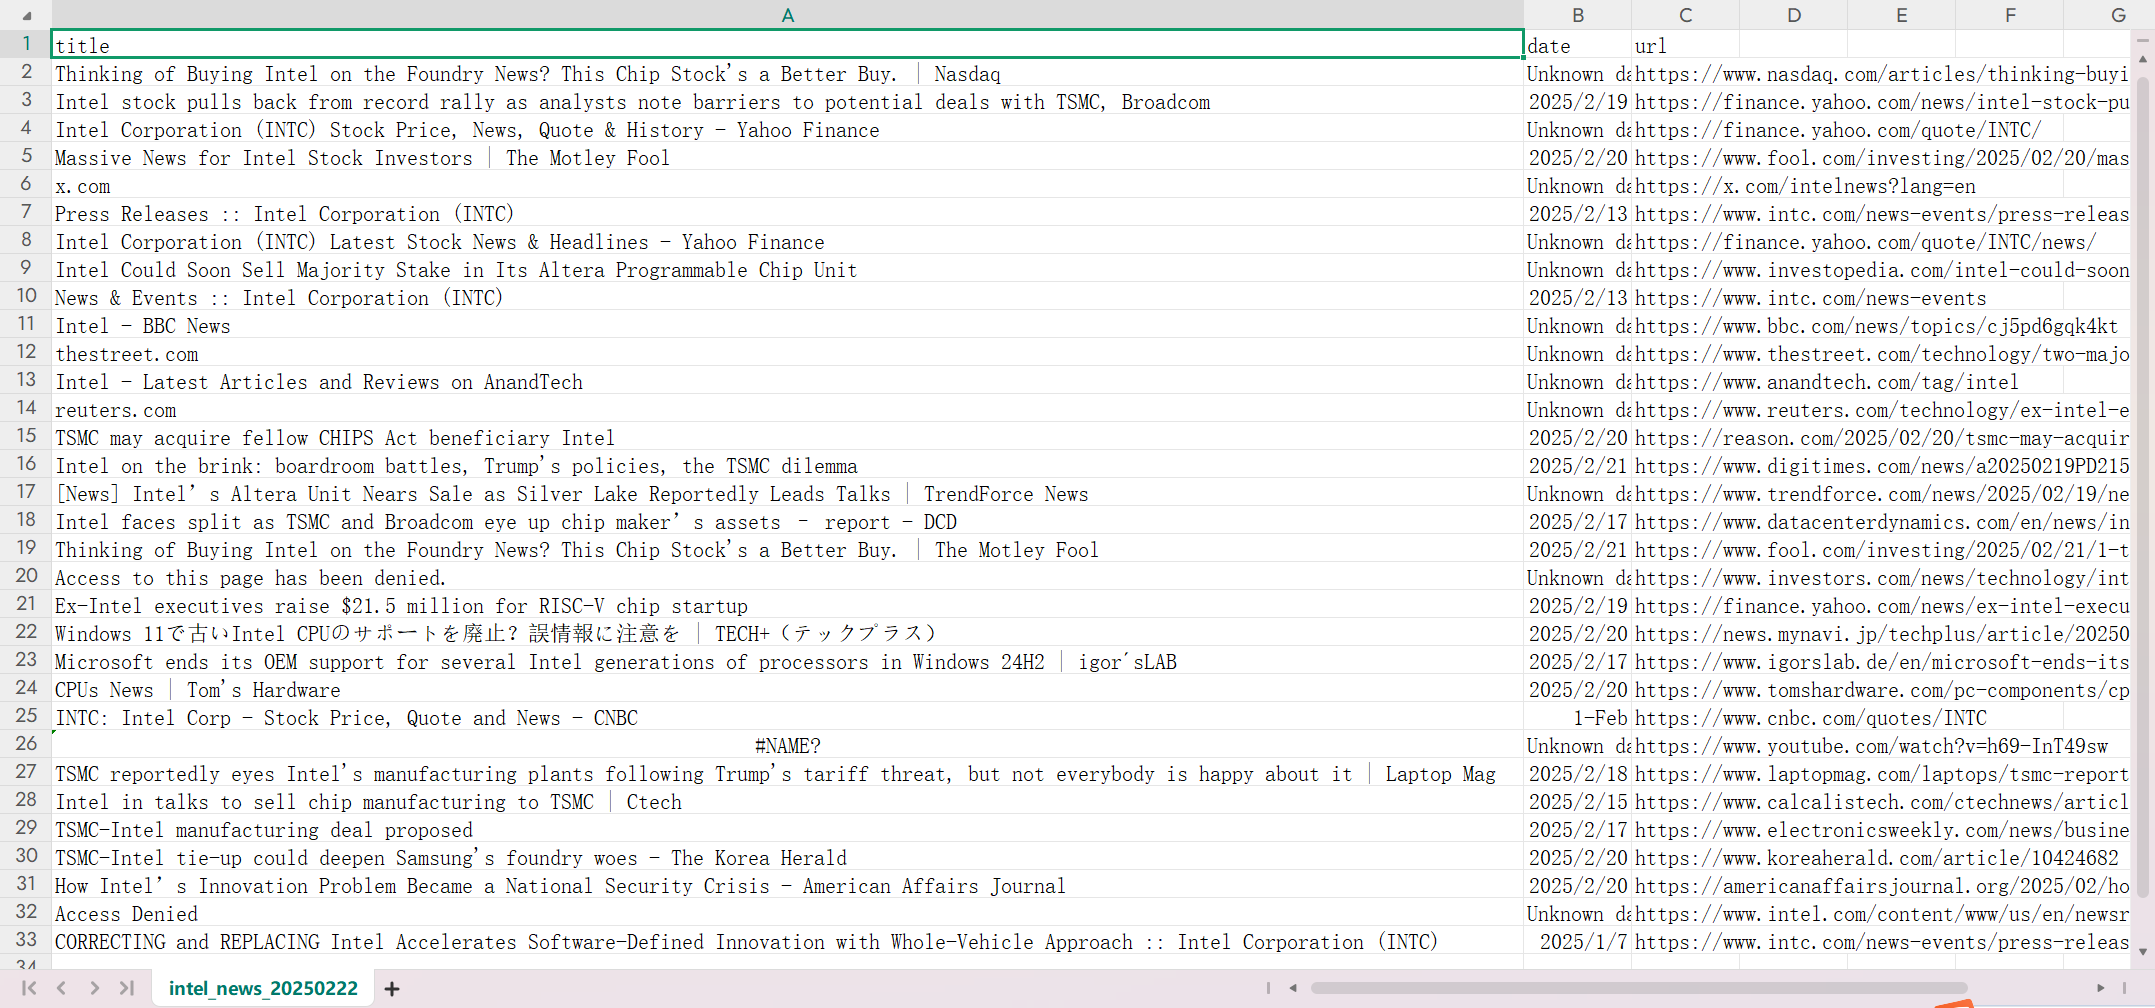 A B C D E F G
1 title date url
2 Thinking of Buying Intel on the Foundry News? This Chip Stock's a Better Buy. | Nasdaq Unknown da https://www.nasdaq.com/articles/thinking-buyi
3 Intel stock pulls back from record rally as analysts note barriers to potential deals with TSMC, Broadcom 2025/2/19 https://finance.yahoo.com/news/intel-stock-pu
4 Intel Corporation (INTC) Stock Price, News, Quote & History - Yahoo Finance Unknown da https://finance.yahoo.com/quote/INTC/
5 Massive News for Intel Stock Investors | The Motley Fool 2025/2/20 https://www.fool.com/investing/2025/02/20/mas
6 x.com Unknown da https://x.com/intelnews?lang=en
7 Press Releases :: Intel Corporation (INTC) 2025/2/13 https://www.intc.com/news-events/press-releas
8 Intel Corporation (INTC) Latest Stock News & Headlines - Yahoo Finance Unknown da https://finance.yahoo.com/quote/INTC/news/
9 Intel Could Soon Sell Majority Stake in Its Altera Programmable Chip Unit Unknown da https://www.investopedia.com/intel-could-soon
10 News & Events :: Intel Corporation (INTC) 2025/2/13 https://www.intc.com/news-events
11 Intel - BBC News Unknown da https://www.bbc.com/news/topics/cj5pd6gqk4kt
12 thestreet.com Unknown da https://www.thestreet.com/technology/two-majo
13 Intel - Latest Articles and Reviews on AnandTech Unknown da https://www.anandtech.com/tag/intel
14 reuters.com Unknown da https://www.reuters.com/technology/ex-intel-e
15 TSMC may acquire fellow CHIPS Act beneficiary Intel 2025/2/20 https://reason.com/2025/02/20/tsmc-may-acquir
16 Intel on the brink: boardroom battles, Trump's policies, the TSMC dilemma 2025/2/21 https://www.digitimes.com/news/a20250219PD215
17 [News] Intel’s Altera Unit Nears Sale as Silver Lake Reportedly Leads Talks | TrendForce News Unknown da https://www.trendforce.com/news/2025/02/19/ne
18 Intel faces split as TSMC and Broadcom eye up chip maker’s assets – report - DCD 2025/2/17 https://www.datacenterdynamics.com/en/news/in
19 Thinking of Buying Intel on the Foundry News? This Chip Stock's a Better Buy. | The Motley Fool 2025/2/21 https://www.fool.com/investing/2025/02/21/1-t
20 Access to this page has been denied. Unknown da https://www.investors.com/news/technology/int
21 Ex-Intel executives raise $21.5 million for RISC-V chip startup 2025/2/19 https://finance.yahoo.com/news/ex-intel-execu
22 Windows 11で古いIntel CPUのサポートを廃止? 誤情報に注意を | TECH+（テックプラス） 2025/2/20 https://news.mynavi.jp/techplus/article/20250
23 Microsoft ends its OEM support for several Intel generations of processors in Windows 24H2 | igor´sLAB 2025/2/17 https://www.igorslab.de/en/microsoft-ends-its
24 CPUs News | Tom's Hardware 2025/2/20 https://www.tomshardware.com/pc-components/cp
25 INTC: Intel Corp - Stock Price, Quote and News - CNBC 1-Feb https://www.cnbc.com/quotes/INTC
26 #NAME? Unknown da https://www.youtube.com/watch?v=h69-InT49sw
27 TSMC reportedly eyes Intel's manufacturing plants following Trump's tariff threat, but not everybody is happy about it | Laptop Mag 2025/2/18 https://www.laptopmag.com/laptops/tsmc-report
28 Intel in talks to sell chip manufacturing to TSMC | Ctech 2025/2/15 https://www.calcalistech.com/ctechnews/articl
29 TSMC-Intel manufacturing deal proposed 2025/2/17 https://www.electronicsweekly.com/news/busine
30 TSMC-Intel tie-up could deepen Samsung's foundry woes - The Korea Herald 2025/2/20 https://www.koreaherald.com/article/10424682
31 How Intel’s Innovation Problem Became a National Security Crisis - American Affairs Journal 2025/2/20 https://americanaffairsjournal.org/2025/02/ho
32 Access Denied Unknown da https://www.intel.com/content/www/us/en/newsr
33 CORRECTING and REPLACING Intel Accelerates Software-Defined Innovation with Whole-Vehicle Approach :: Intel Corporation (INTC) 2025/1/7 https://www.intc.com/news-events/press-releas
34
intel_news_20250222